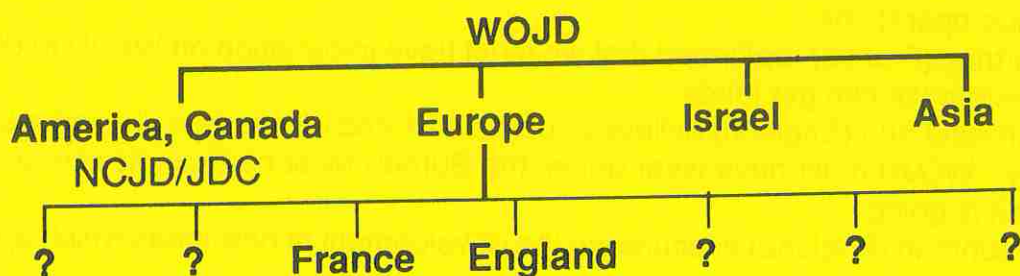 WOJD
America, Canada Europe Israel Asia
NCJD/JDC
? ? France England ? ? ?